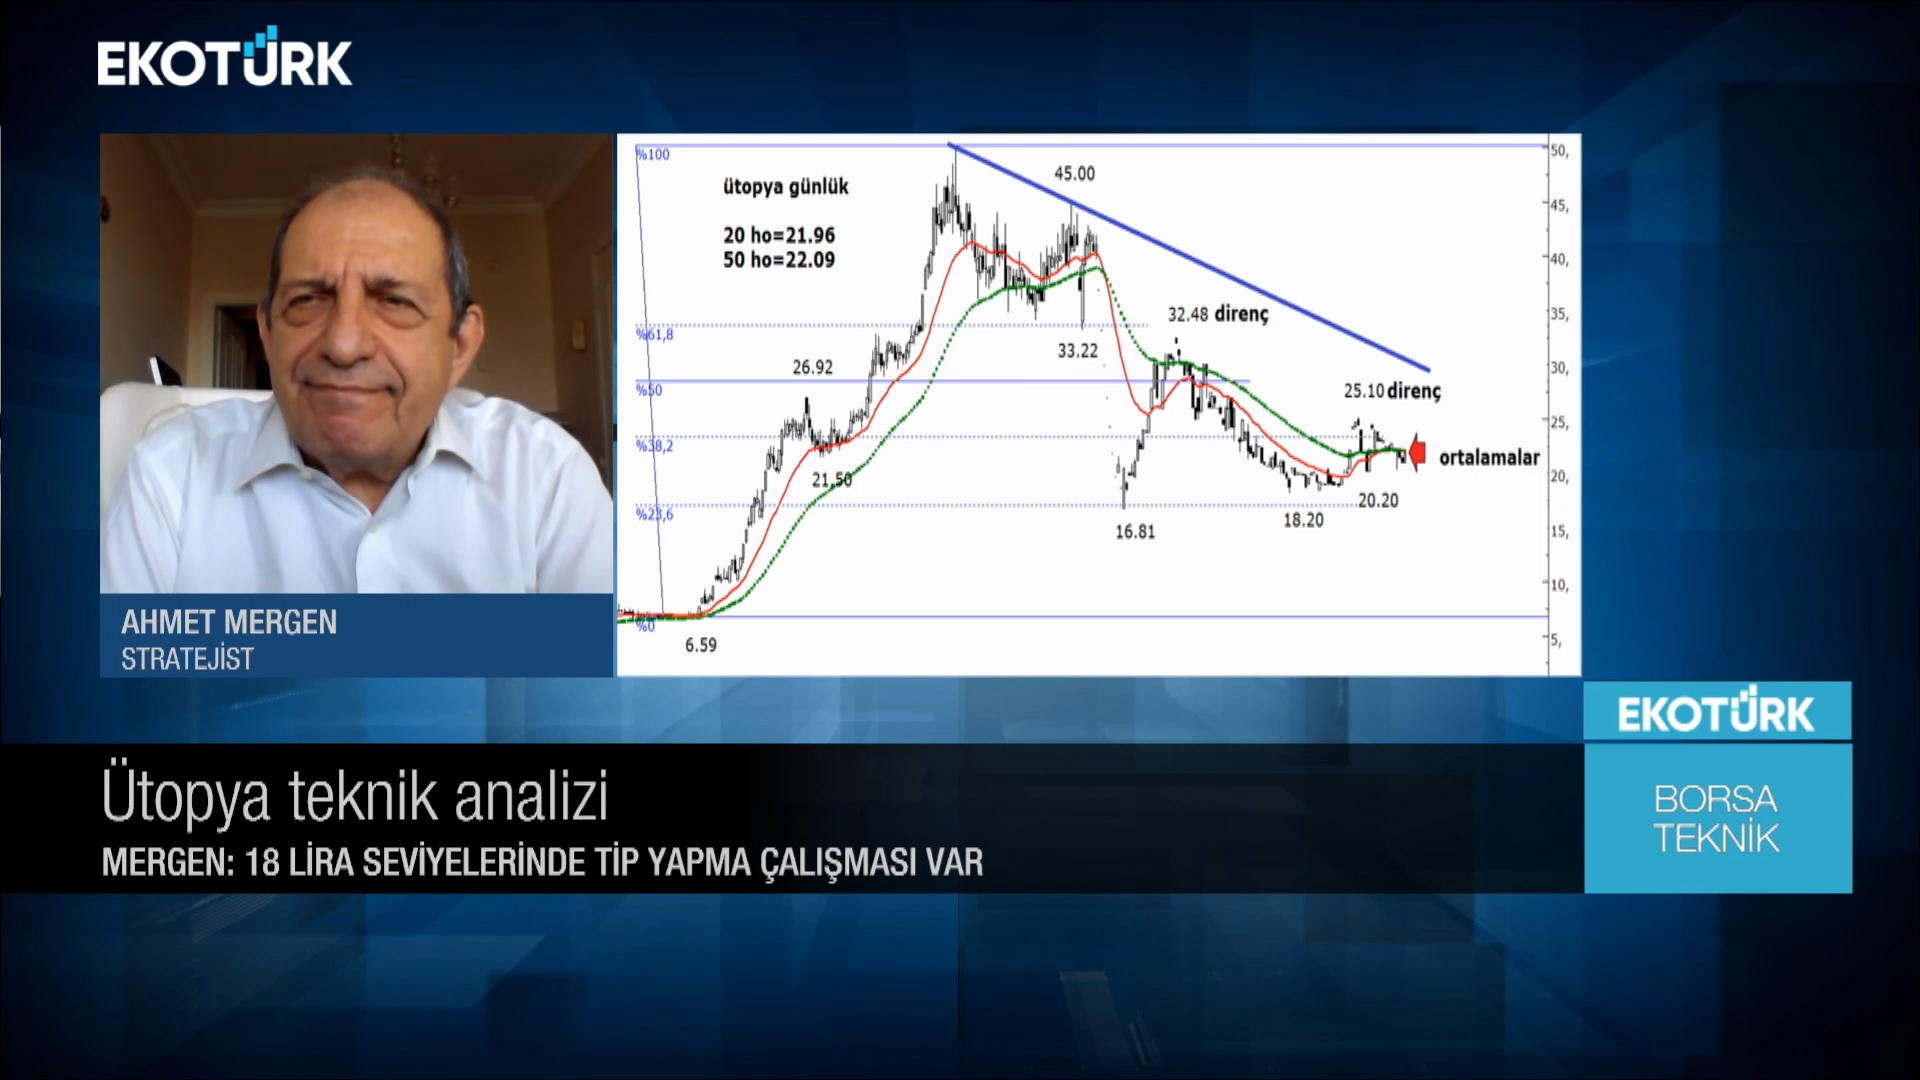 EKOTÜRK
%100
ütopya günlük
20 ho=21.96
50 ho=22.09
45.00
50,
45,
40,
35,
30,
25,
20,
15,
10,
5,
%61,8
32.48 direnç
33.22
26.92
%50
25.10 direnç
%38,2
ortalamalar
21,50
20.20
%23,6
18.20
16.81
%0
6.59
AHMET MERGEN
STRATEJİST
EKOTÜRK
BORSA
TEKNİK
Ütopya teknik analizi
MERGEN: 18 LİRA SEVİYELERİNDE TİP YAPMA ÇALIŞMASI VAR